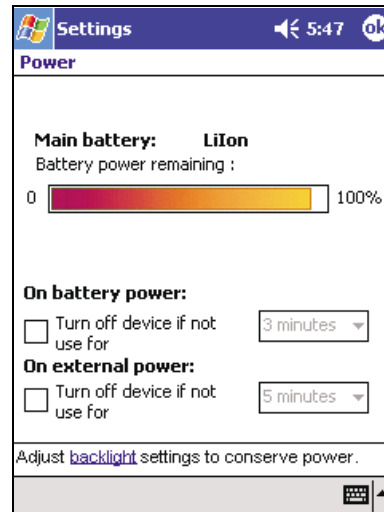 Settings 5:47 ok
Power
Main battery: LiIon
Battery power remaining :
0 100%
On battery power:
Turn off device if not
use for
3 minutes
On external power:
Turn off device if not
use for
5 minutes
Adjust backlight settings to conserve power.